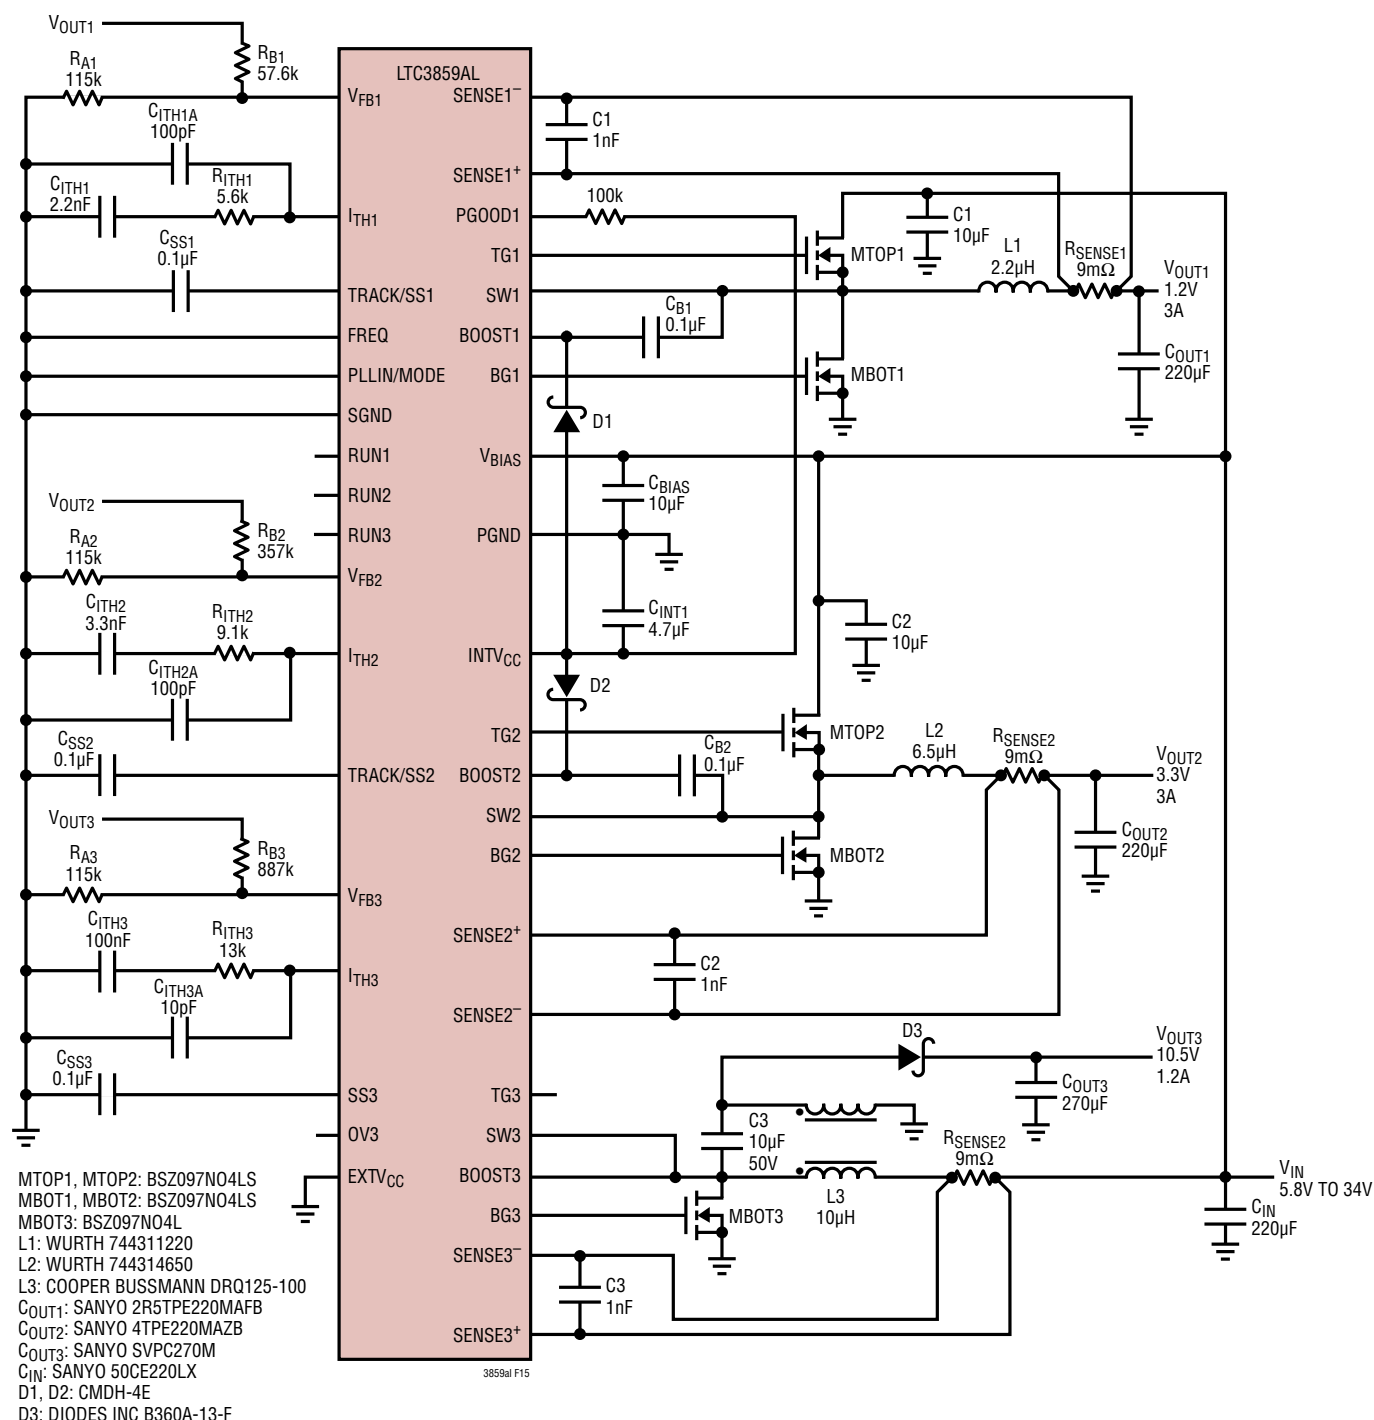 VOUT1
RB1
57.6k
RA1
115k
CITH1A
100pF
CITH1
2.2nF
RITH1
5.6k
CSS1
0.1µF
VOUT2
RB2
357k
RA2
115k
CITH2
3.3nF
RITH2
9.1k
CITH2A
100pF
CSS2
0.1µF
VOUT3
RB3
887k
RA3
115k
CITH3
100nF
RITH3
13k
CITH3A
10pF
CSS3
0.1µF
LTC3859AL
VFB1
ITH1
TRACK/SS1
FREQ
PLLIN/MODE
SGND
RUN1
RUN2
RUN3
VFB2
ITH2
TRACK/SS2
VFB3
ITH3
SS3
OV3
EXTVCC
SENSE1–
SENSE1+
PGOOD1
TG1
SW1
BOOST1
BG1
VBIAS
PGND
INTVCC
TG2
BOOST2
SW2
BG2
SENSE2+
SENSE2–
TG3
SW3
BOOST3
BG3
SENSE3–
SENSE3+
C1
1nF
100k
MTOP1
C1
10µF
L1
2.2µH
RSENSE1
9mΩ
VOUT1
1.2V
3A
CB1
0.1µF
MBOT1
COUT1
220µF
D1
CBIAS
10µF
CINT1
4.7µF
C2
10µF
D2
MTOP2
L2
6.5µH
RSENSE2
9mΩ
VOUT2
3.3V
3A
CB2
0.1µF
MBOT2
COUT2
220µF
C2
1nF
D3
VOUT3
10.5V
1.2A
COUT3
270µF
C3
10µF
50V
RSENSE2
9mΩ
L3
10µH
MBOT3
VIN
5.8V TO 34V
CIN
220µF
C3
1nF
MTOP1, MTOP2: BSZ097NO4LS
MBOT1, MBOT2: BSZ097NO4LS
MBOT3: BSZ097NO4L
L1: WURTH 744311220
L2: WURTH 744314650
L3: COOPER BUSSMANN DRQ125-100
COUT1: SANYO 2R5TPE220MAFB
COUT2: SANYO 4TPE220MAZB
COUT3: SANYO SVPC270M
CIN: SANYO 50CE220LX
D1, D2: CMDH-4E
D3: DIODES INC B360A-13-F
3859al F15